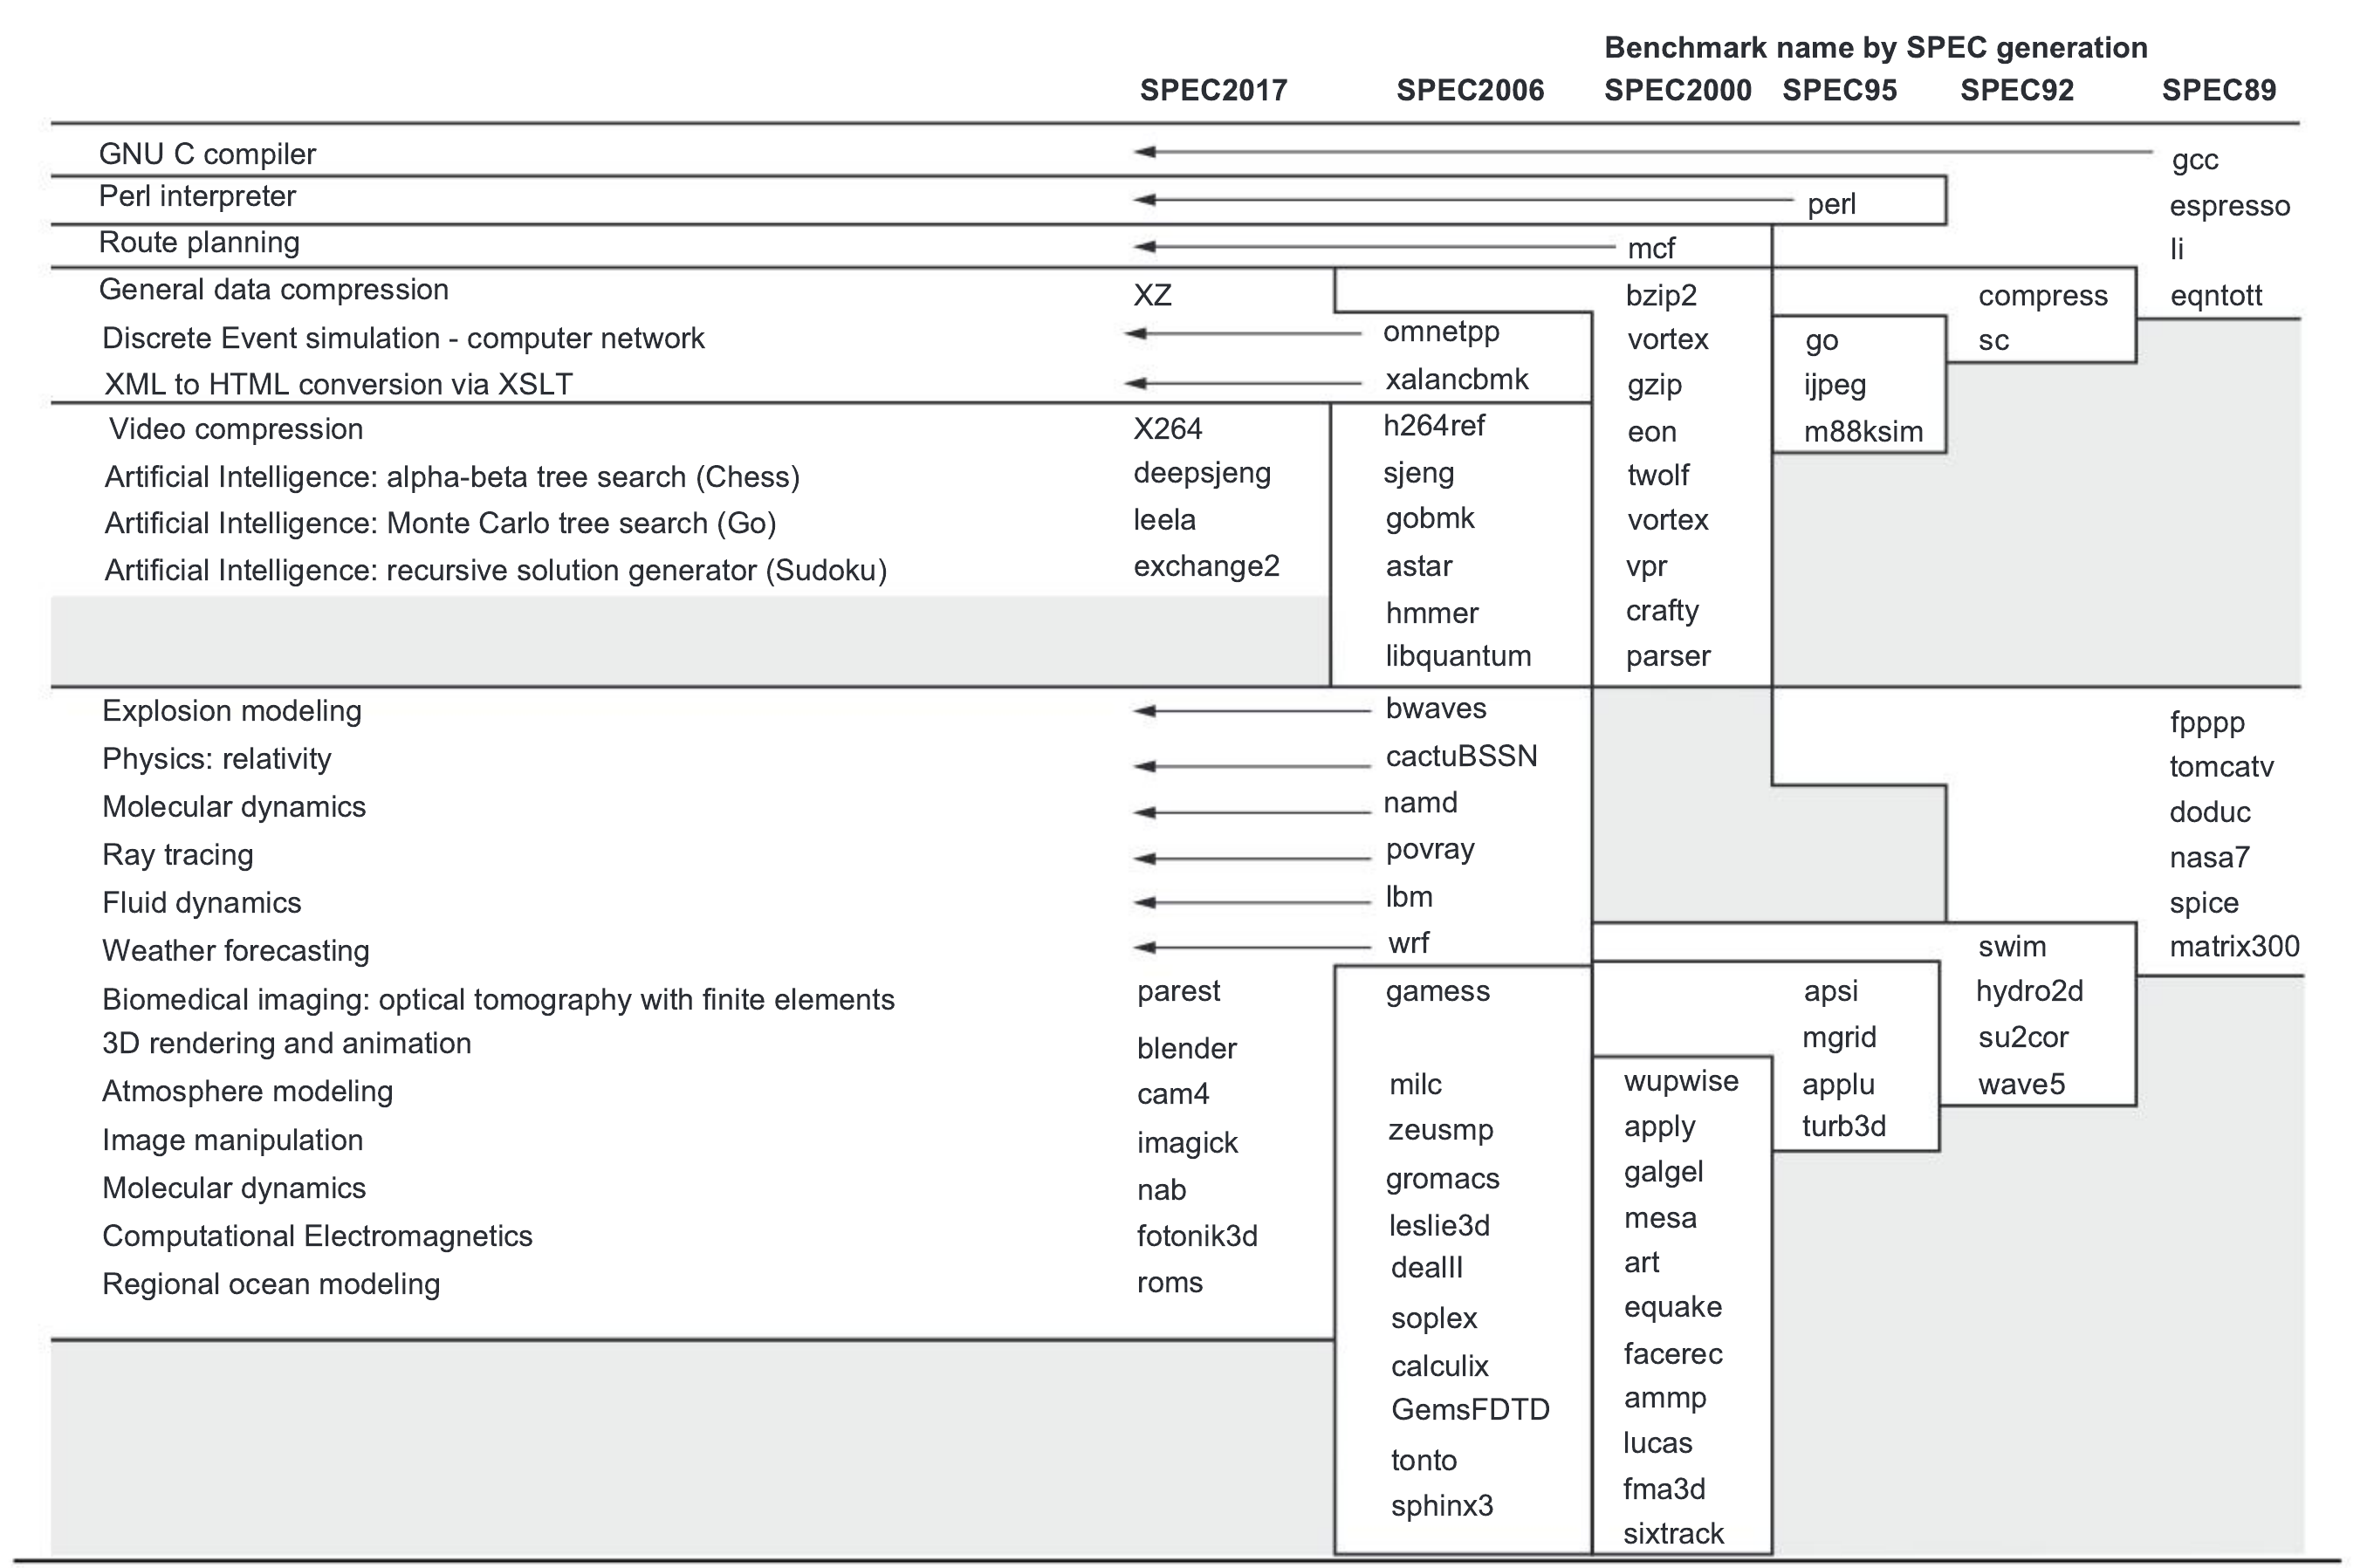 Benchmark name by SPEC generation
SPEC2017 SPEC2006 SPEC2000 SPEC95 SPEC92 SPEC89
GNU C compiler gcc
Perl interpreter perl espresso
Route planning mcf li
General data compression XZ bzip2 compress eqntott
Discrete Event simulation - computer network omnetpp vortex go sc
XML to HTML conversion via XSLT xalancbmk gzip ijpeg
Video compression X264 h264ref eon m88ksim
Artificial Intelligence: alpha-beta tree search (Chess) deepsjeng sjeng twolf
Artificial Intelligence: Monte Carlo tree search (Go) leela gobmk vortex
Artificial Intelligence: recursive solution generator (Sudoku) exchange2 astar vpr
hmmer crafty
libquantum parser
Explosion modeling bwaves fpppp
Physics: relativity cactuBSSN tomcatv
Molecular dynamics namd doduc
Ray tracing povray nasa7
Fluid dynamics lbm spice
Weather forecasting wrf swim matrix300
Biomedical imaging: optical tomography with finite elements parest gamess apsi hydro2d
3D rendering and animation blender mgrid su2cor
Atmosphere modeling cam4 milc wupwise applu wave5
Image manipulation imagick zeusmp apply turb3d
Molecular dynamics nab gromacs galgel
Computational Electromagnetics fotonik3d leslie3d mesa
Regional ocean modeling roms dealII art
soplex equake
calculix facerec
GemsFDTD ammp
tonto lucas
sphinx3 fma3d
sixtrack